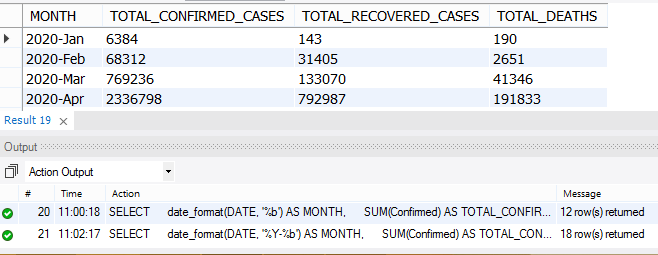 MONTH TOTAL_CONFIRMED_CASES TOTAL_RECOVERED_CASES TOTAL_DEATHS
2020-Jan 6384 143 190
2020-Feb 68312 31405 2651
2020-Mar 769236 133070 41346
2020-Apr 2336798 792987 191833
Result 19 ×
Output
Action Output
# Time Action Message
20 11:00:18 SELECT date_format(DATE, '%b') AS MONTH, SUM(Confirmed) AS TOTAL_CONFIR... 12 row(s) returned
21 11:02:17 SELECT date_format(DATE, '%Y-%b') AS MONTH, SUM(Confirmed) AS TOTAL_CON... 18 row(s) returned